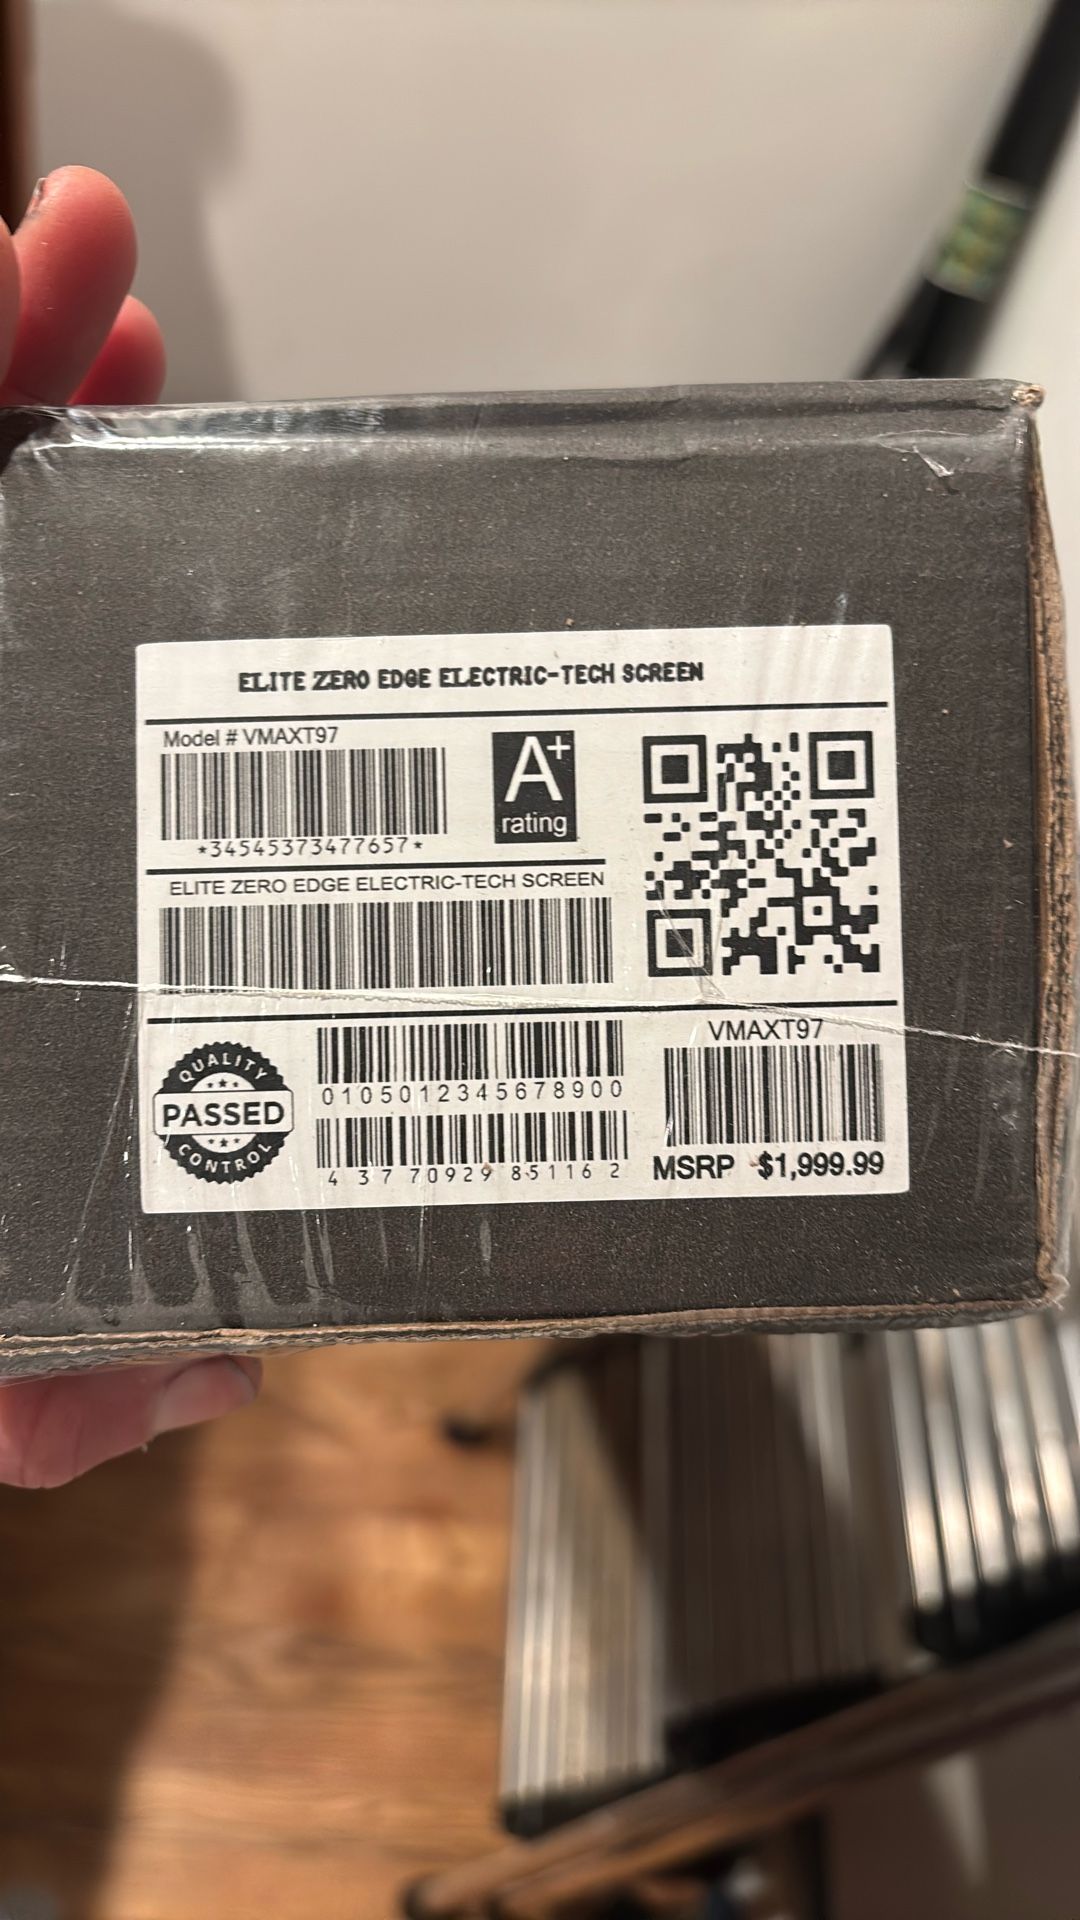 ELITE ZERO EDGE ELECTRIC-TECH SCREEN
Model # VMAXT97
*34545373477657*
A+
rating
ELITE ZERO EDGE ELECTRIC-TECH SCREEN
QUALITY
PASSED
CONTROL
0105012345678900
4 37 70929 85116 2
VMAXT97
MSRP $1,999.99